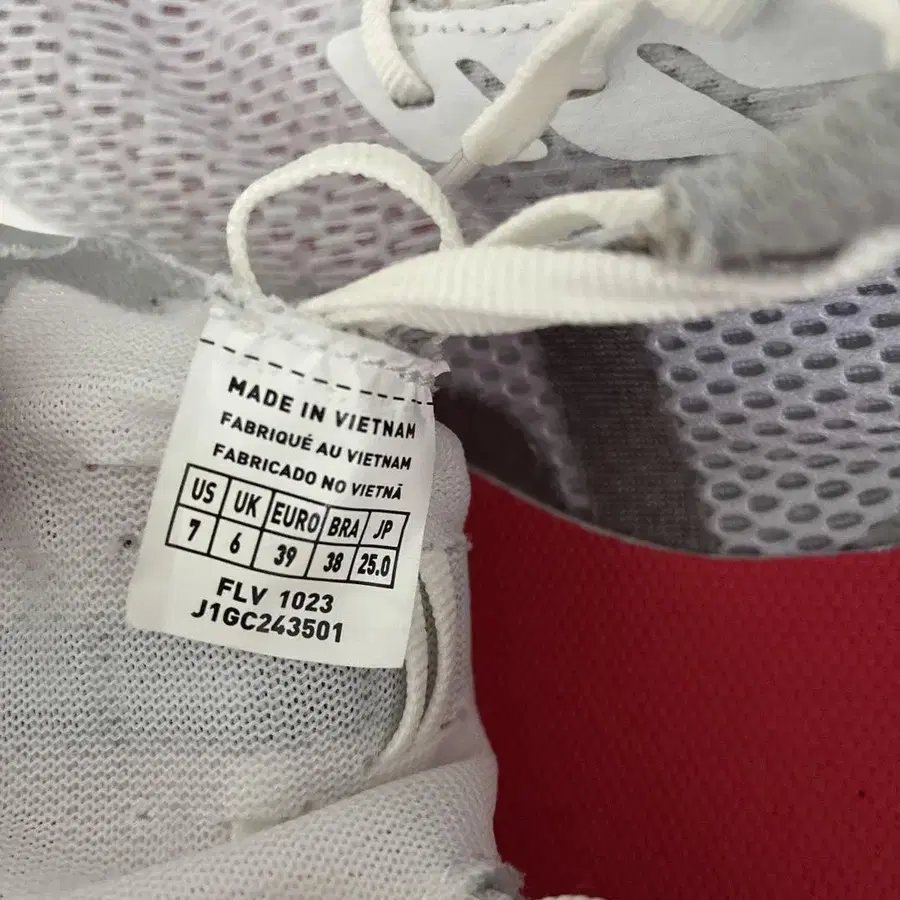 MADE IN VIETNAM
FABRIQUÉ AU VIETNAM
FABRICADO NO VIETNÃ
US UK EURO BRA JP
7 6 39 38 25.0
FLV 1023
J1GC243501